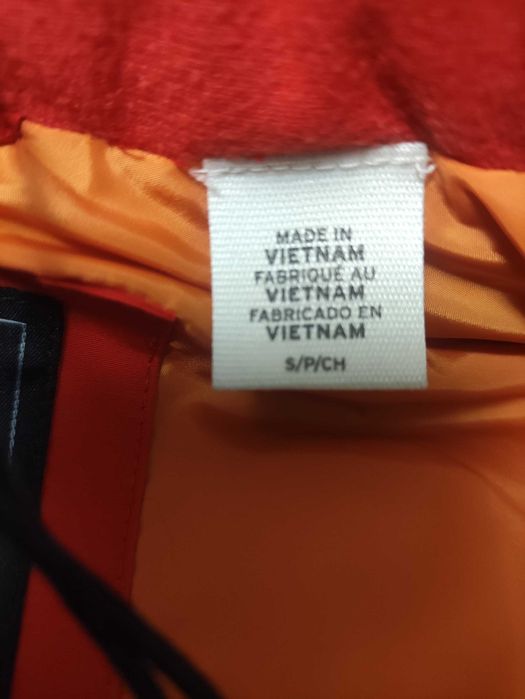 MADE IN
VIETNAM
FABRIQUÉ AU
VIETNAM
FABRICADO EN
VIETNAM
S/P/CH